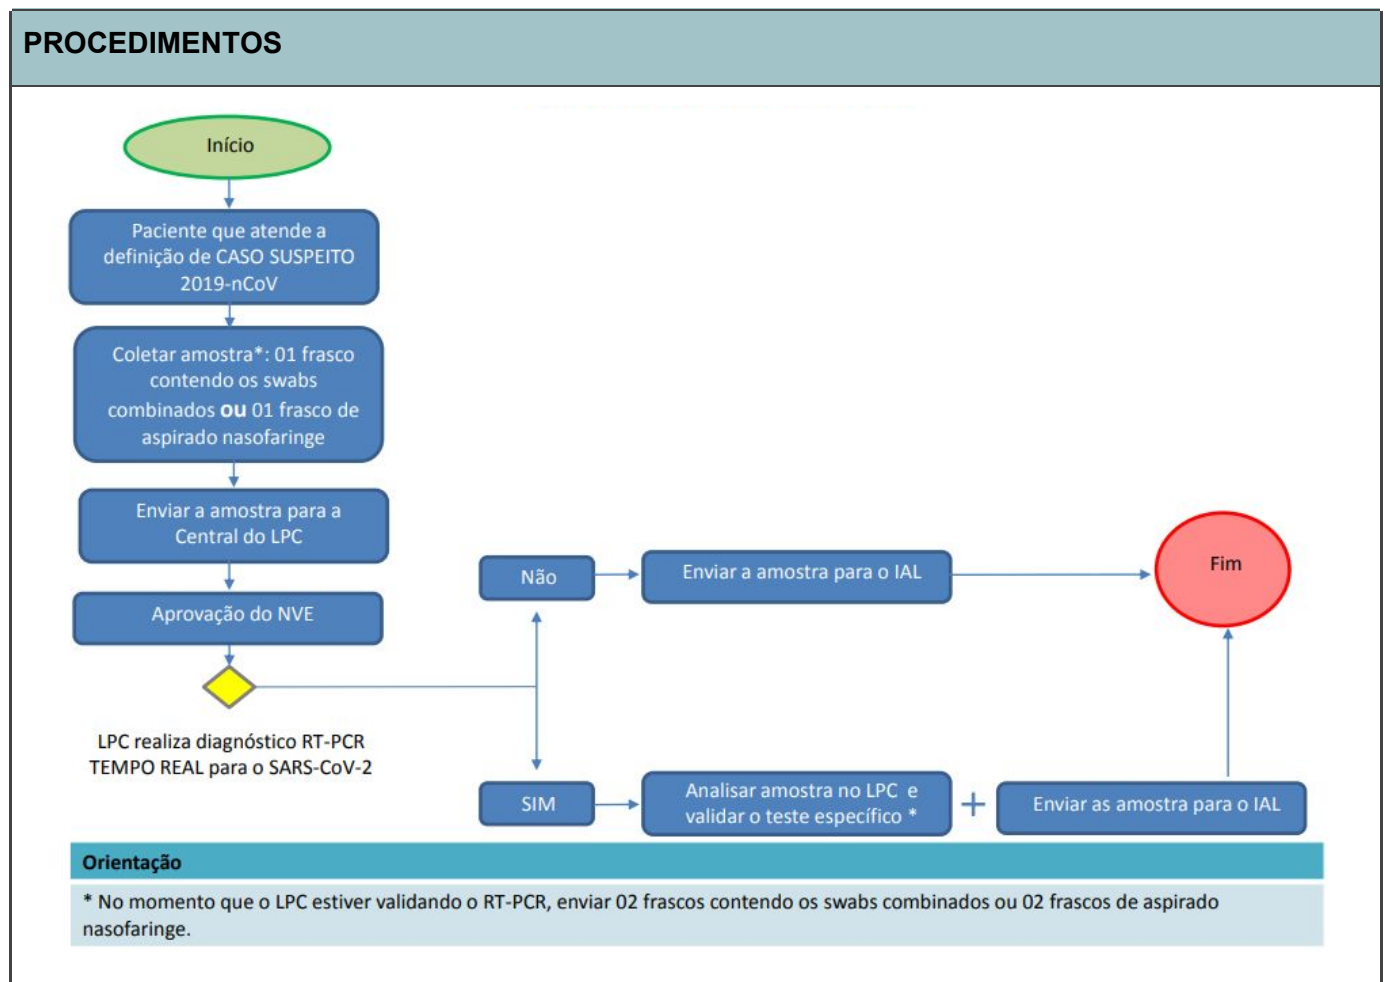 PROCEDIMENTOS
Início
Paciente que atende a
definição de CASO SUSPEITO
2019-nCoV
Coletar amostra*: 01 frasco
contendo os swabs
combinados ou 01 frasco de
aspirado nasofaringe
Enviar a amostra para a
Central do LPC
Aprovação do NVE
LPC realiza diagnóstico RT-PCR
TEMPO REAL para o SARS-CoV-2
Não
Enviar a amostra para o IAL
Fim
SIM
Analisar amostra no LPC e
validar o teste específico *
+
Enviar as amostra para o IAL
Orientação
* No momento que o LPC estiver validando o RT-PCR, enviar 02 frascos contendo os swabs combinados ou 02 frascos de aspirado
nasofaringe.